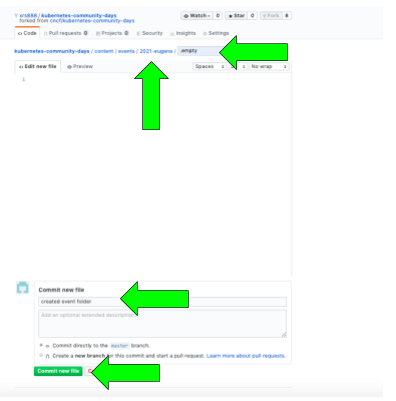 / kubernetes-community-days
Watch 0 Star 0 Fork 8
forked from cncf/kubernetes-community-days
Code Pull requests 0 Projects 0 Security Insights Settings
kubernetes-community-days / content / events / 2021-eugene / .empty
Edit new file Preview Spaces No wrap
1
Commit new file
created event folder
Add an optional extended description
Commit directly to the master branch.
Create a new branch for this commit and start a pull request. Learn more about pull requests.
Commit new file